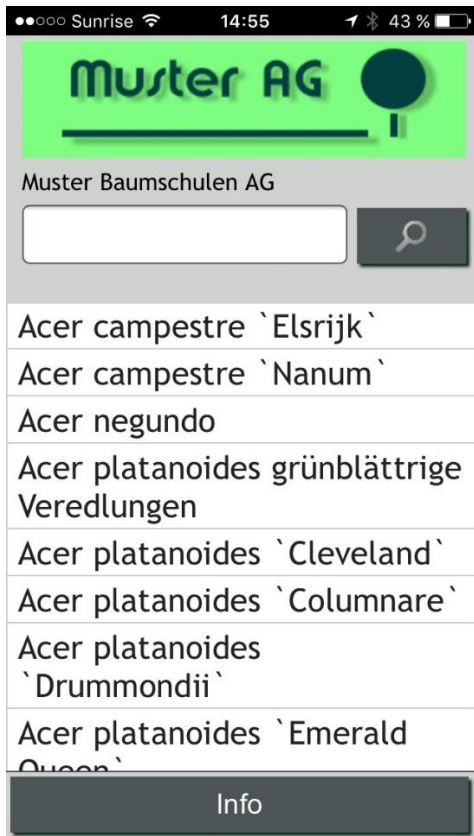 Sunrise 14:55 43 %
Muster AG
Muster Baumschulen AG
Acer campestre `Elsrijk`
Acer campestre `Nanum`
Acer negundo
Acer platanoides grünblättrige
Veredlungen
Acer platanoides `Cleveland`
Acer platanoides `Columnare`
Acer platanoides
`Drummondii`
Acer platanoides `Emerald
Queen`
Info